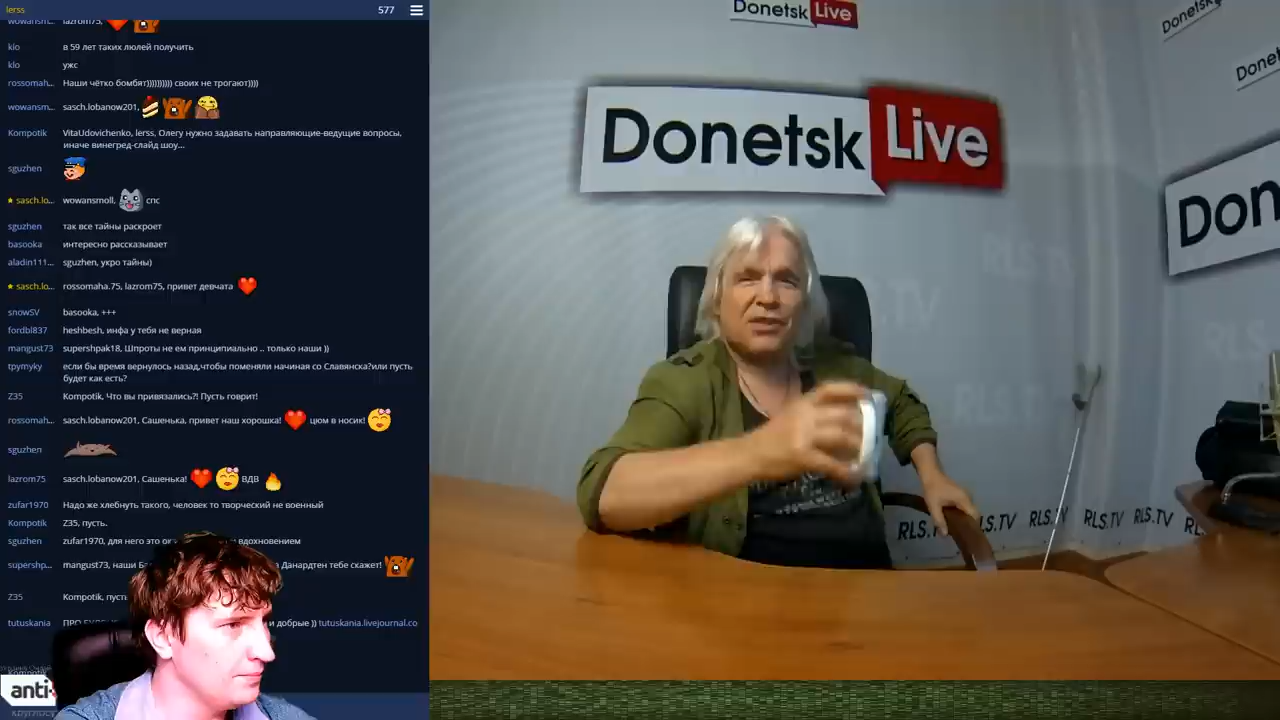 lerss
577
wowansm... lazrom75,
klo в 59 лет таких люлей получить
klo ужс
rossomah... Наши чётко бомбят)))))))))) своих не трогают))))
wowansm... sasch.lobanow201,
Kompotik VitaUdovichenko, lerss, Олегу нужно задавать направляющие-ведущие вопросы,
иначе винегред-слайд шоу...
sguzhen
sasch.lo... wowansmoll, спс
sguzhen так все тайны раскроет
basooka интересно рассказывает
aladin111... sguzhen, укро тайны)
sasch.lo... rossomaha.75, lazrom75, привет девчата
snowSV basooka, +++
fordbl837 heshbesh, инфа у тебя не верная
mangust73 supershpak18, Шпроты не ем принципиально .. только наши ))
tpymyky если бы время вернулось назад,чтобы поменяли начиная со Славянска?или пусть
будет как есть?
Z35 Kompotik, Что вы привязались?! Пусть говорит!
rossomah... sasch.lobanow201, Сашенька, привет наш хорошка! цюм в носик!
sguzhen
lazrom75 sasch.lobanow201, Сашенька! ВДВ
zufar1970 Надо же хлебнуть такого, человек то творческий не военный
Kompotik Z35, пусть.
sguzhen zufar1970, для него это вдохновением
supershp... mangust73, наши Данардтен тебе скажет!
Z35 Kompotik,
tutuskania ПРО и добрые )) tutuskania.livejournal.co
Kompotik
anti-
Donetsk Live
Donetsk Live
Donetsk
Donet
Don
RLS.TV
RLS.TV
RLS.TV
RLS.TV